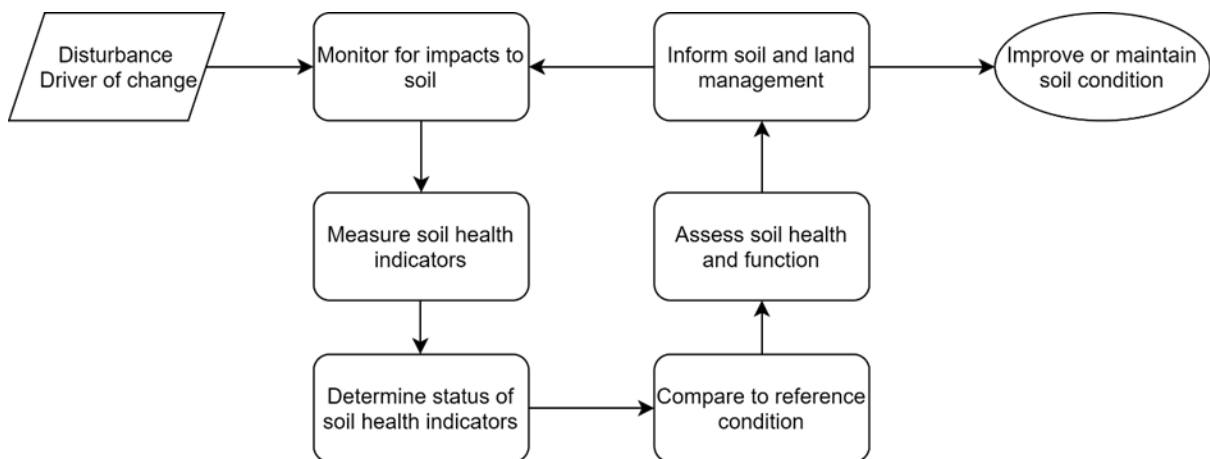 Disturbance
Driver of change
Monitor for impacts to
soil
Inform soil and land
management
Improve or maintain
soil condition
Measure soil health
indicators
Assess soil health
and function
Determine status of
soil health indicators
Compare to reference
condition